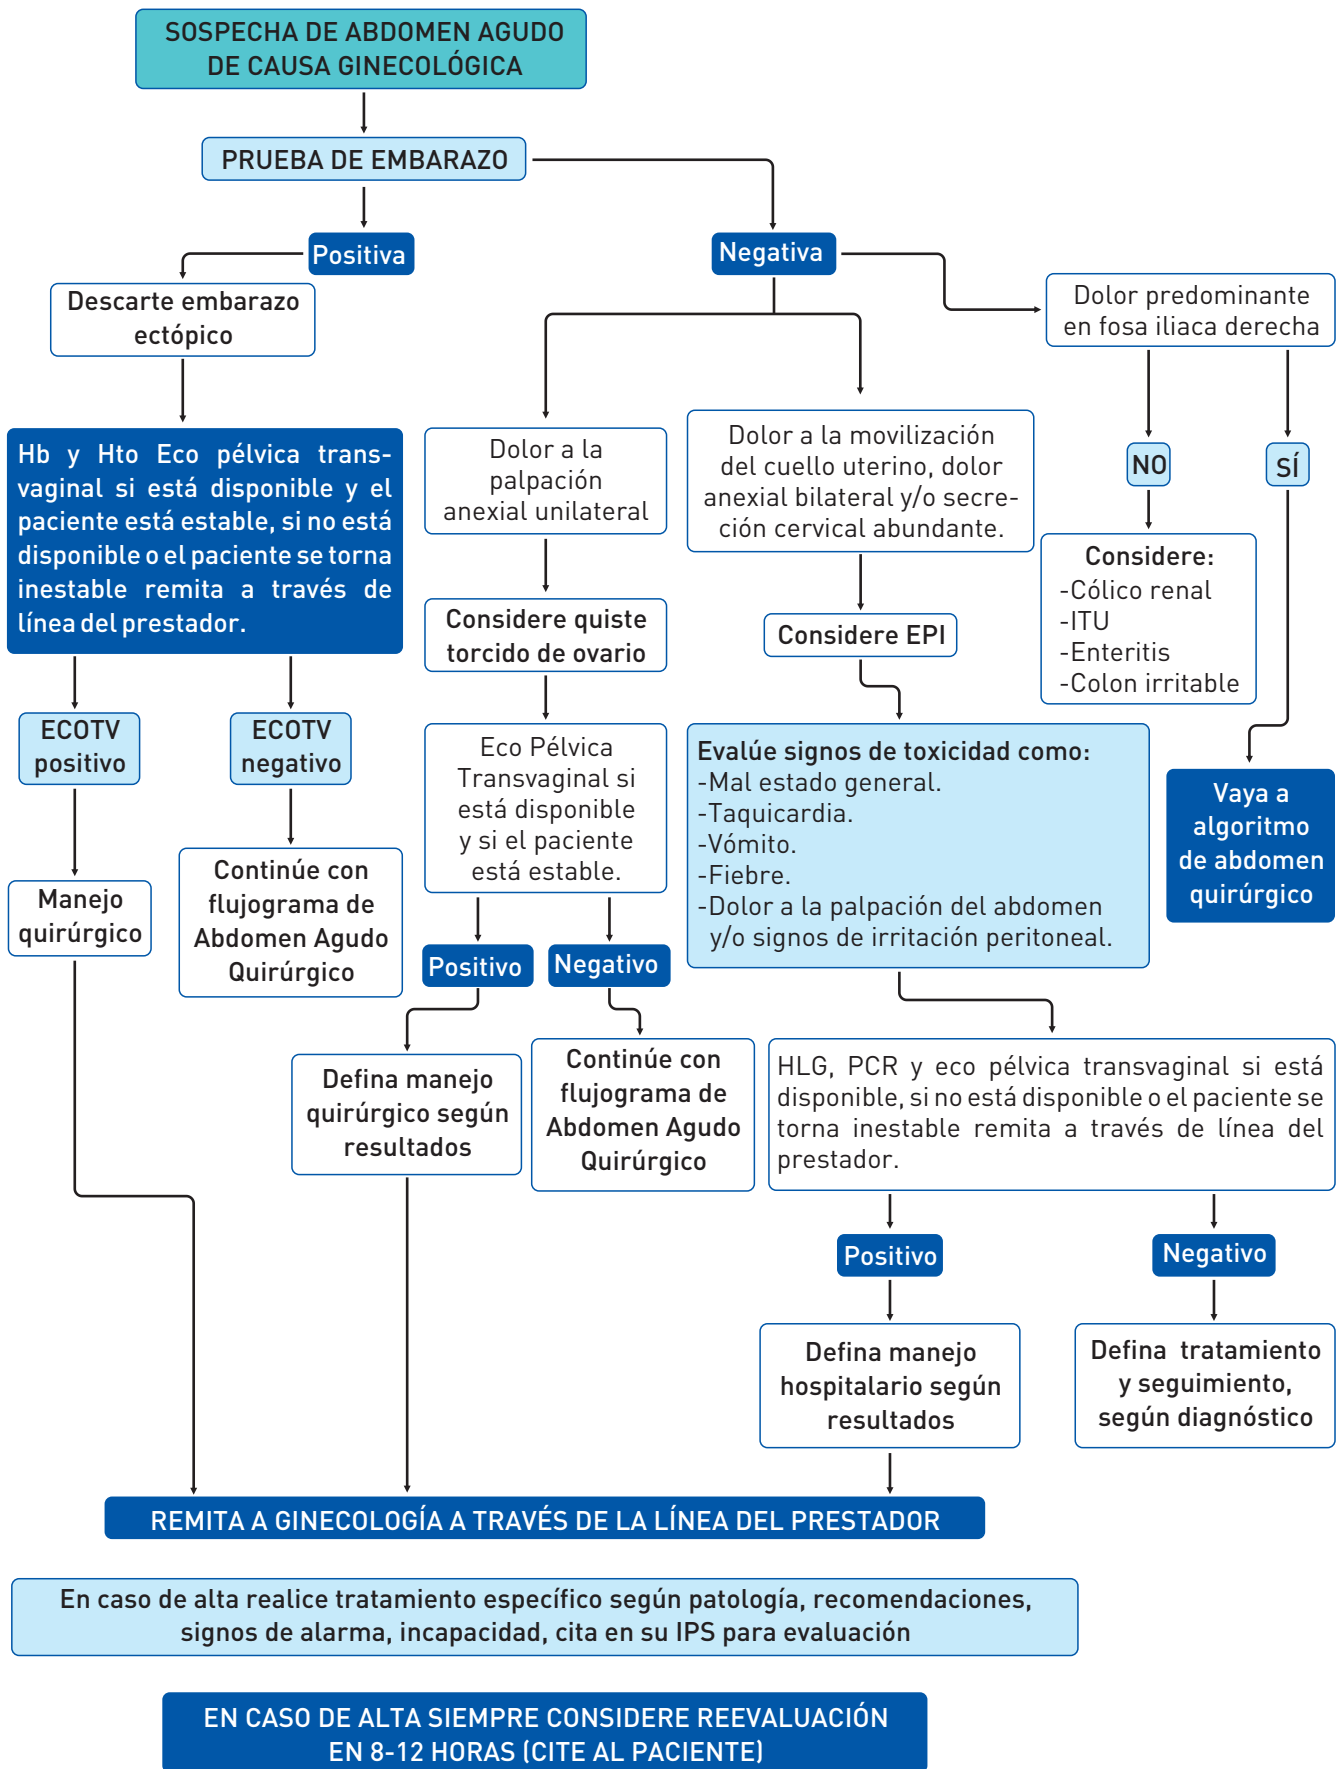 SOSPECHA DE ABDOMEN AGUDO
DE CAUSA GINECOLÓGICA
PRUEBA DE EMBARAZO
Positiva
Negativa
Descarte embarazo
ectópico
Dolor predominante
en fosa iliaca derecha
Hb y Hto Eco pélvica trans-
vaginal si está disponible y el
paciente está estable, si no está
disponible o el paciente se torna
inestable remita a través de
línea del prestador.
Dolor a la
palpación
anexial unilateral
Dolor a la movilización
del cuello uterino, dolor
anexial bilateral y/o secre-
ción cervical abundante.
NO
SÍ
Considere:
-Cólico renal
-ITU
-Enteritis
-Colon irritable
Considere quiste
torcido de ovario
Considere EPI
ECOTV
positivo
ECOTV
negativo
Eco Pélvica
Transvaginal si
está disponible
y si el paciente
está estable.
Evalúe signos de toxicidad como:
-Mal estado general.
-Taquicardia.
-Vómito.
-Fiebre.
-Dolor a la palpación del abdomen
y/o signos de irritación peritoneal.
Vaya a
algoritmo
de abdomen
quirúrgico
Manejo
quirúrgico
Continúe con
flujograma de
Abdomen Agudo
Quirúrgico
Positivo
Negativo
Defina manejo
quirúrgico según
resultados
Continúe con
flujograma de
Abdomen Agudo
Quirúrgico
HLG, PCR y eco pélvica transvaginal si está
disponible, si no está disponible o el paciente se
torna inestable remita a través de línea del
prestador.
Positivo
Negativo
Defina manejo
hospitalario según
resultados
Defina tratamiento
y seguimiento,
según diagnóstico
REMITA A GINECOLOGÍA A TRAVÉS DE LA LÍNEA DEL PRESTADOR
En caso de alta realice tratamiento específico según patología, recomendaciones,
signos de alarma, incapacidad, cita en su IPS para evaluación
EN CASO DE ALTA SIEMPRE CONSIDERE REEVALUACIÓN
EN 8-12 HORAS (CITE AL PACIENTE)